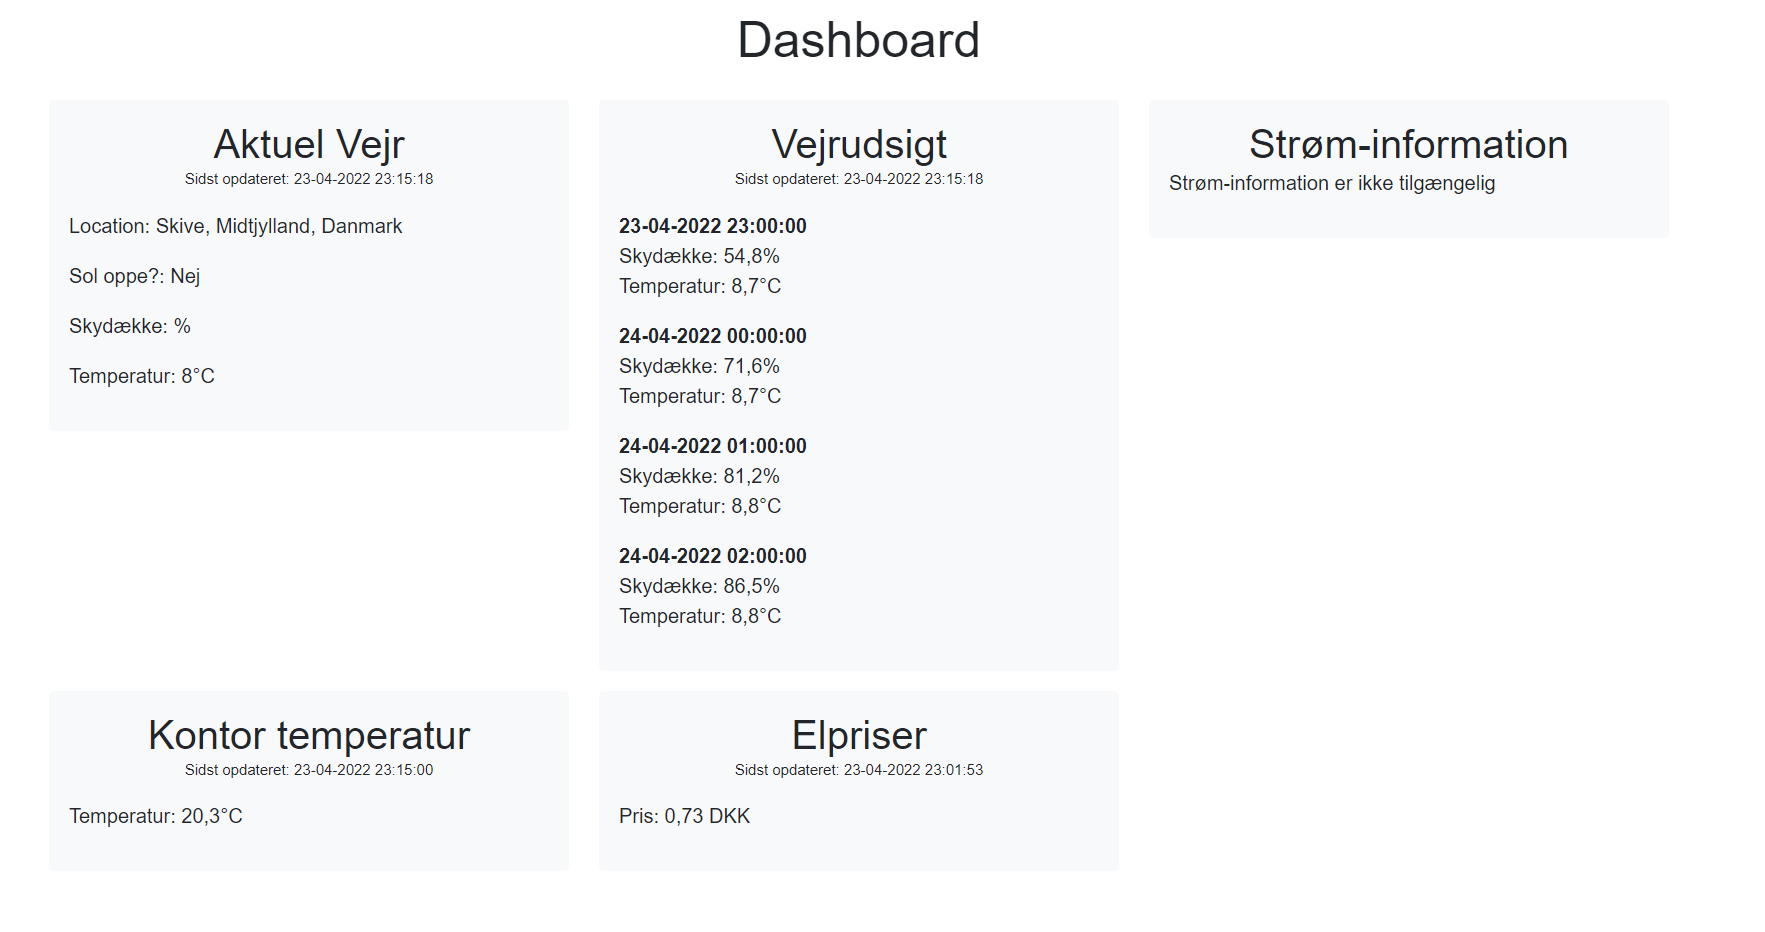 Dashboard
Aktuel Vejr
Sidst opdateret: 23-04-2022 23:15:18
Location: Skive, Midtjylland, Danmark
Sol oppe?: Nej
Skydække: %
Temperatur: 8°C
Vejrudsigt
Sidst opdateret: 23-04-2022 23:15:18
23-04-2022 23:00:00
Skydække: 54,8%
Temperatur: 8,7°C
24-04-2022 00:00:00
Skydække: 71,6%
Temperatur: 8,7°C
24-04-2022 01:00:00
Skydække: 81,2%
Temperatur: 8,8°C
24-04-2022 02:00:00
Skydække: 86,5%
Temperatur: 8,8°C
Strøm-information
Strøm-information er ikke tilgængelig
Kontor temperatur
Sidst opdateret: 23-04-2022 23:15:00
Temperatur: 20,3°C
Elpriser
Sidst opdateret: 23-04-2022 23:01:53
Pris: 0,73 DKK